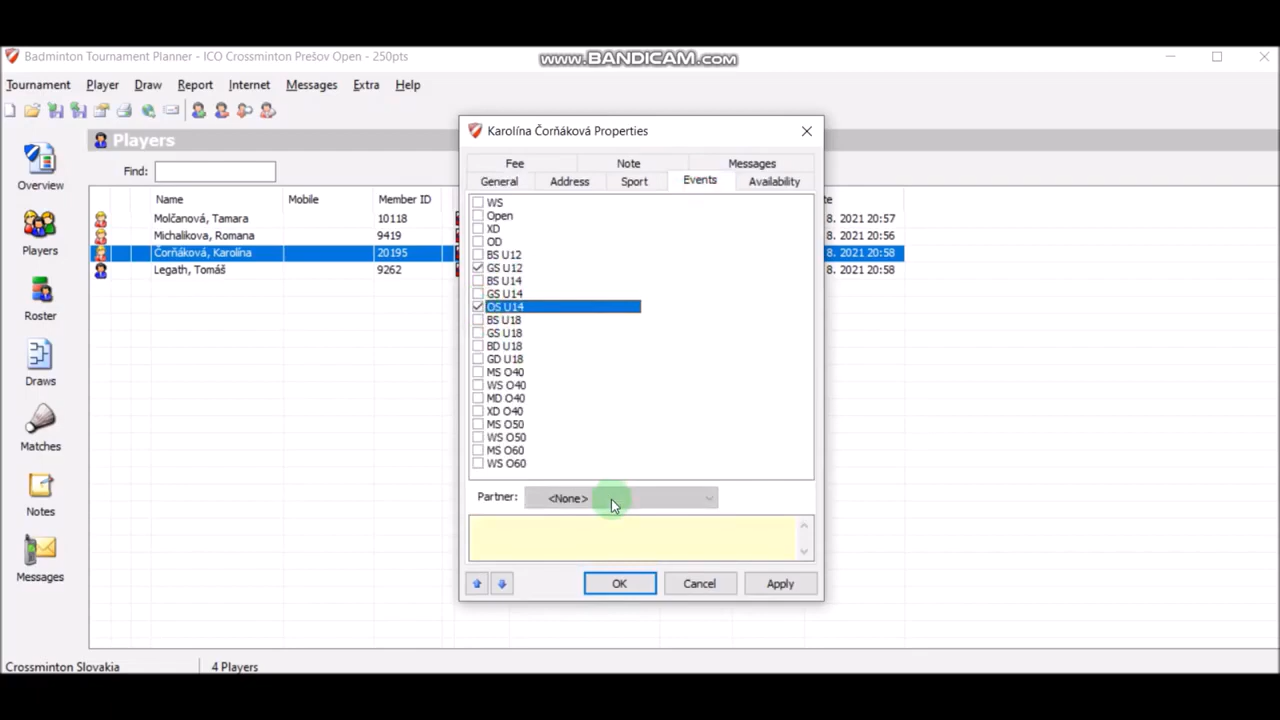 Badminton Tournament Planner - ICO Crossminton Prešov Open - 250pts
www.BANDICAM.com
Tournament Player Draw Report Internet Messages Extra Help
Overview
Players
Roster
Draws
Matches
Notes
Messages
Players
Find:
Name Mobile Member ID
Molčanová, Tamara 10118 8. 2021 20:57
Michalikova, Romana 9419 8. 2021 20:56
Čorňáková, Karolína 20195 8. 2021 20:58
Legath, Tomáš 9262 8. 2021 20:58
Karolína Čorňáková Properties
Fee Note Messages
General Address Sport Events Availability
WS
Open
XD
OD
BS U12
GS U12
BS U14
GS U14
OS U14
BS U18
GS U18
BD U18
GD U18
MS O40
WS O40
MD O40
XD O40
MS O50
WS O50
MS O60
WS O60
Partner: <None>
OK Cancel Apply
Crossminton Slovakia 4 Players